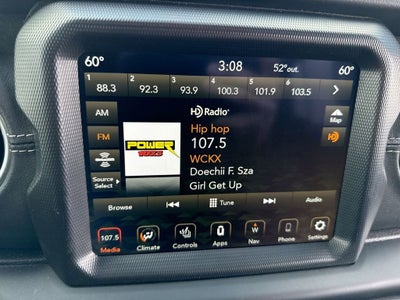 60°
3:08
52° out.
60°
1 2 3 4 5 6
88.3 92.3 93.9 100.3 101.9 103.5
AM
FM
Source
Select
POWER
HD Radio
Hip hop
107.5
WCKX
Doechii F. Sza
Girl Get Up
Map
HD
Browse
Tune
Audio
107.5
Media
Climate
Controls
Apps
W
Nav
Phone
Settings